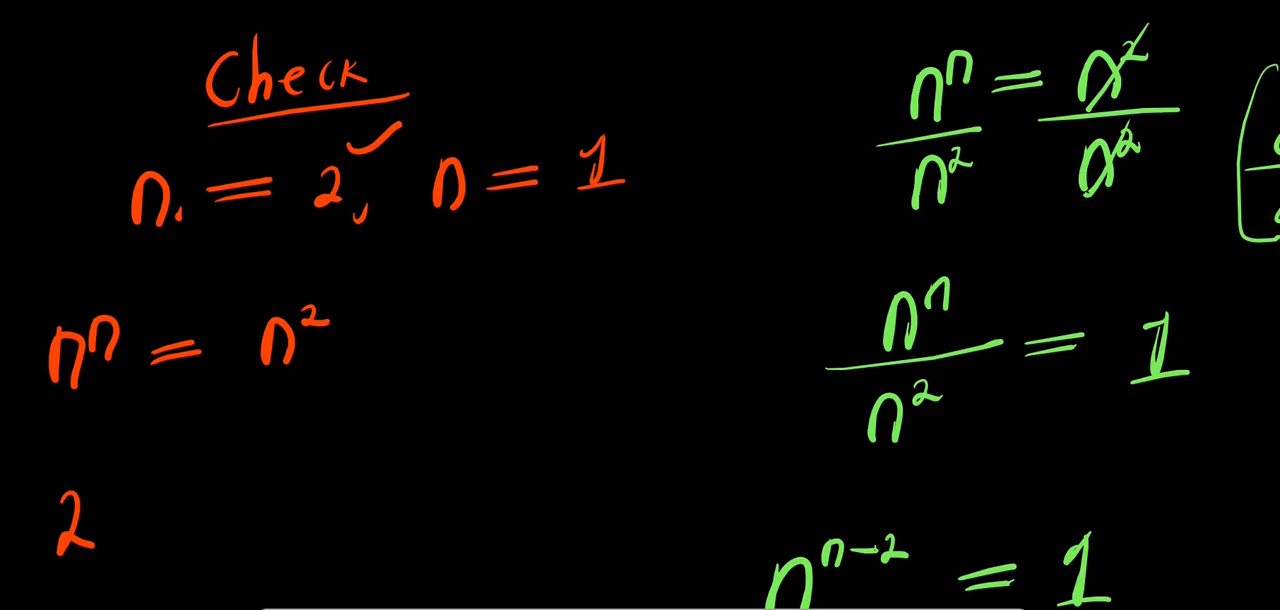 Check
n. = 2, ✓ n = 1
n^n = n^2
2
n^n / n^2 = n^2 / n^2
n^n / n^2 = 1
n^{n-2} = 1